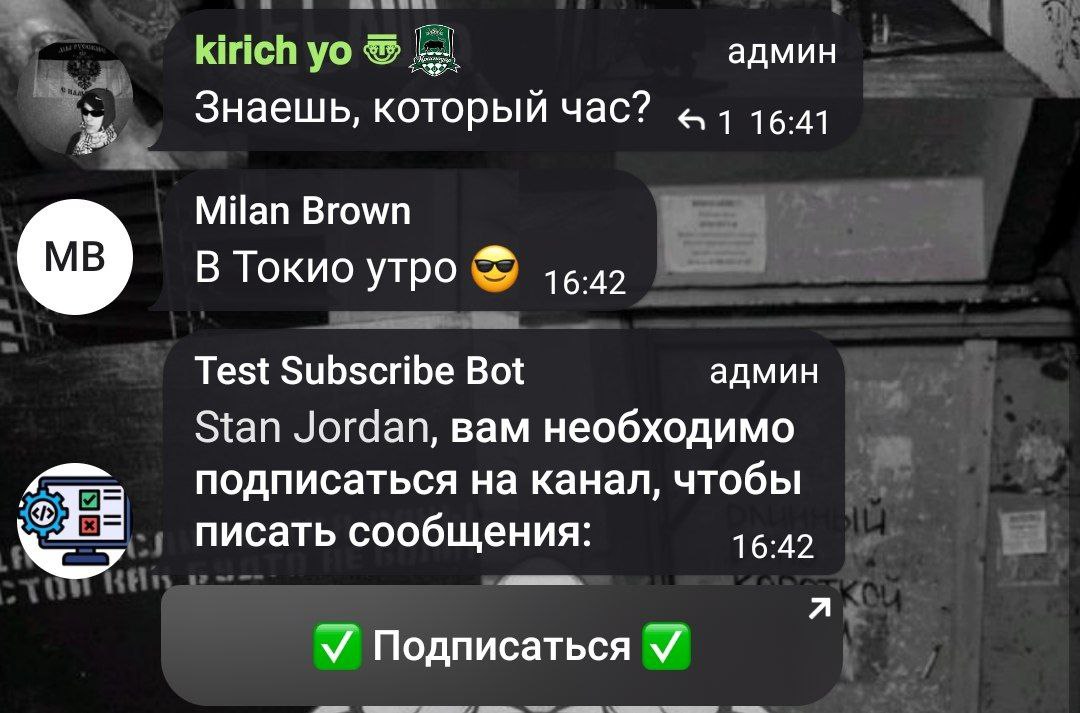 kirich yo
админ
Знаешь, который час?
1 16:41
MB
Milan Brown
В Токио утро 😎
16:42
Test Subscribe Bot
админ
Stan Jordan, вам необходимо
подписаться на канал, чтобы
писать сообщения:
16:42
✅ Подписаться ✅